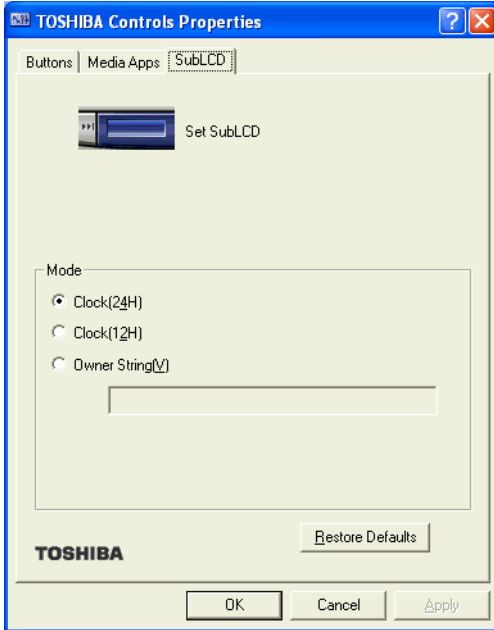 TOSHIBA Controls Properties
Buttons Media Apps SubLCD
Set SubLCD
Mode
Clock(24H)
Clock(12H)
Owner String(V)
Restore Defaults
TOSHIBA
OK Cancel Apply